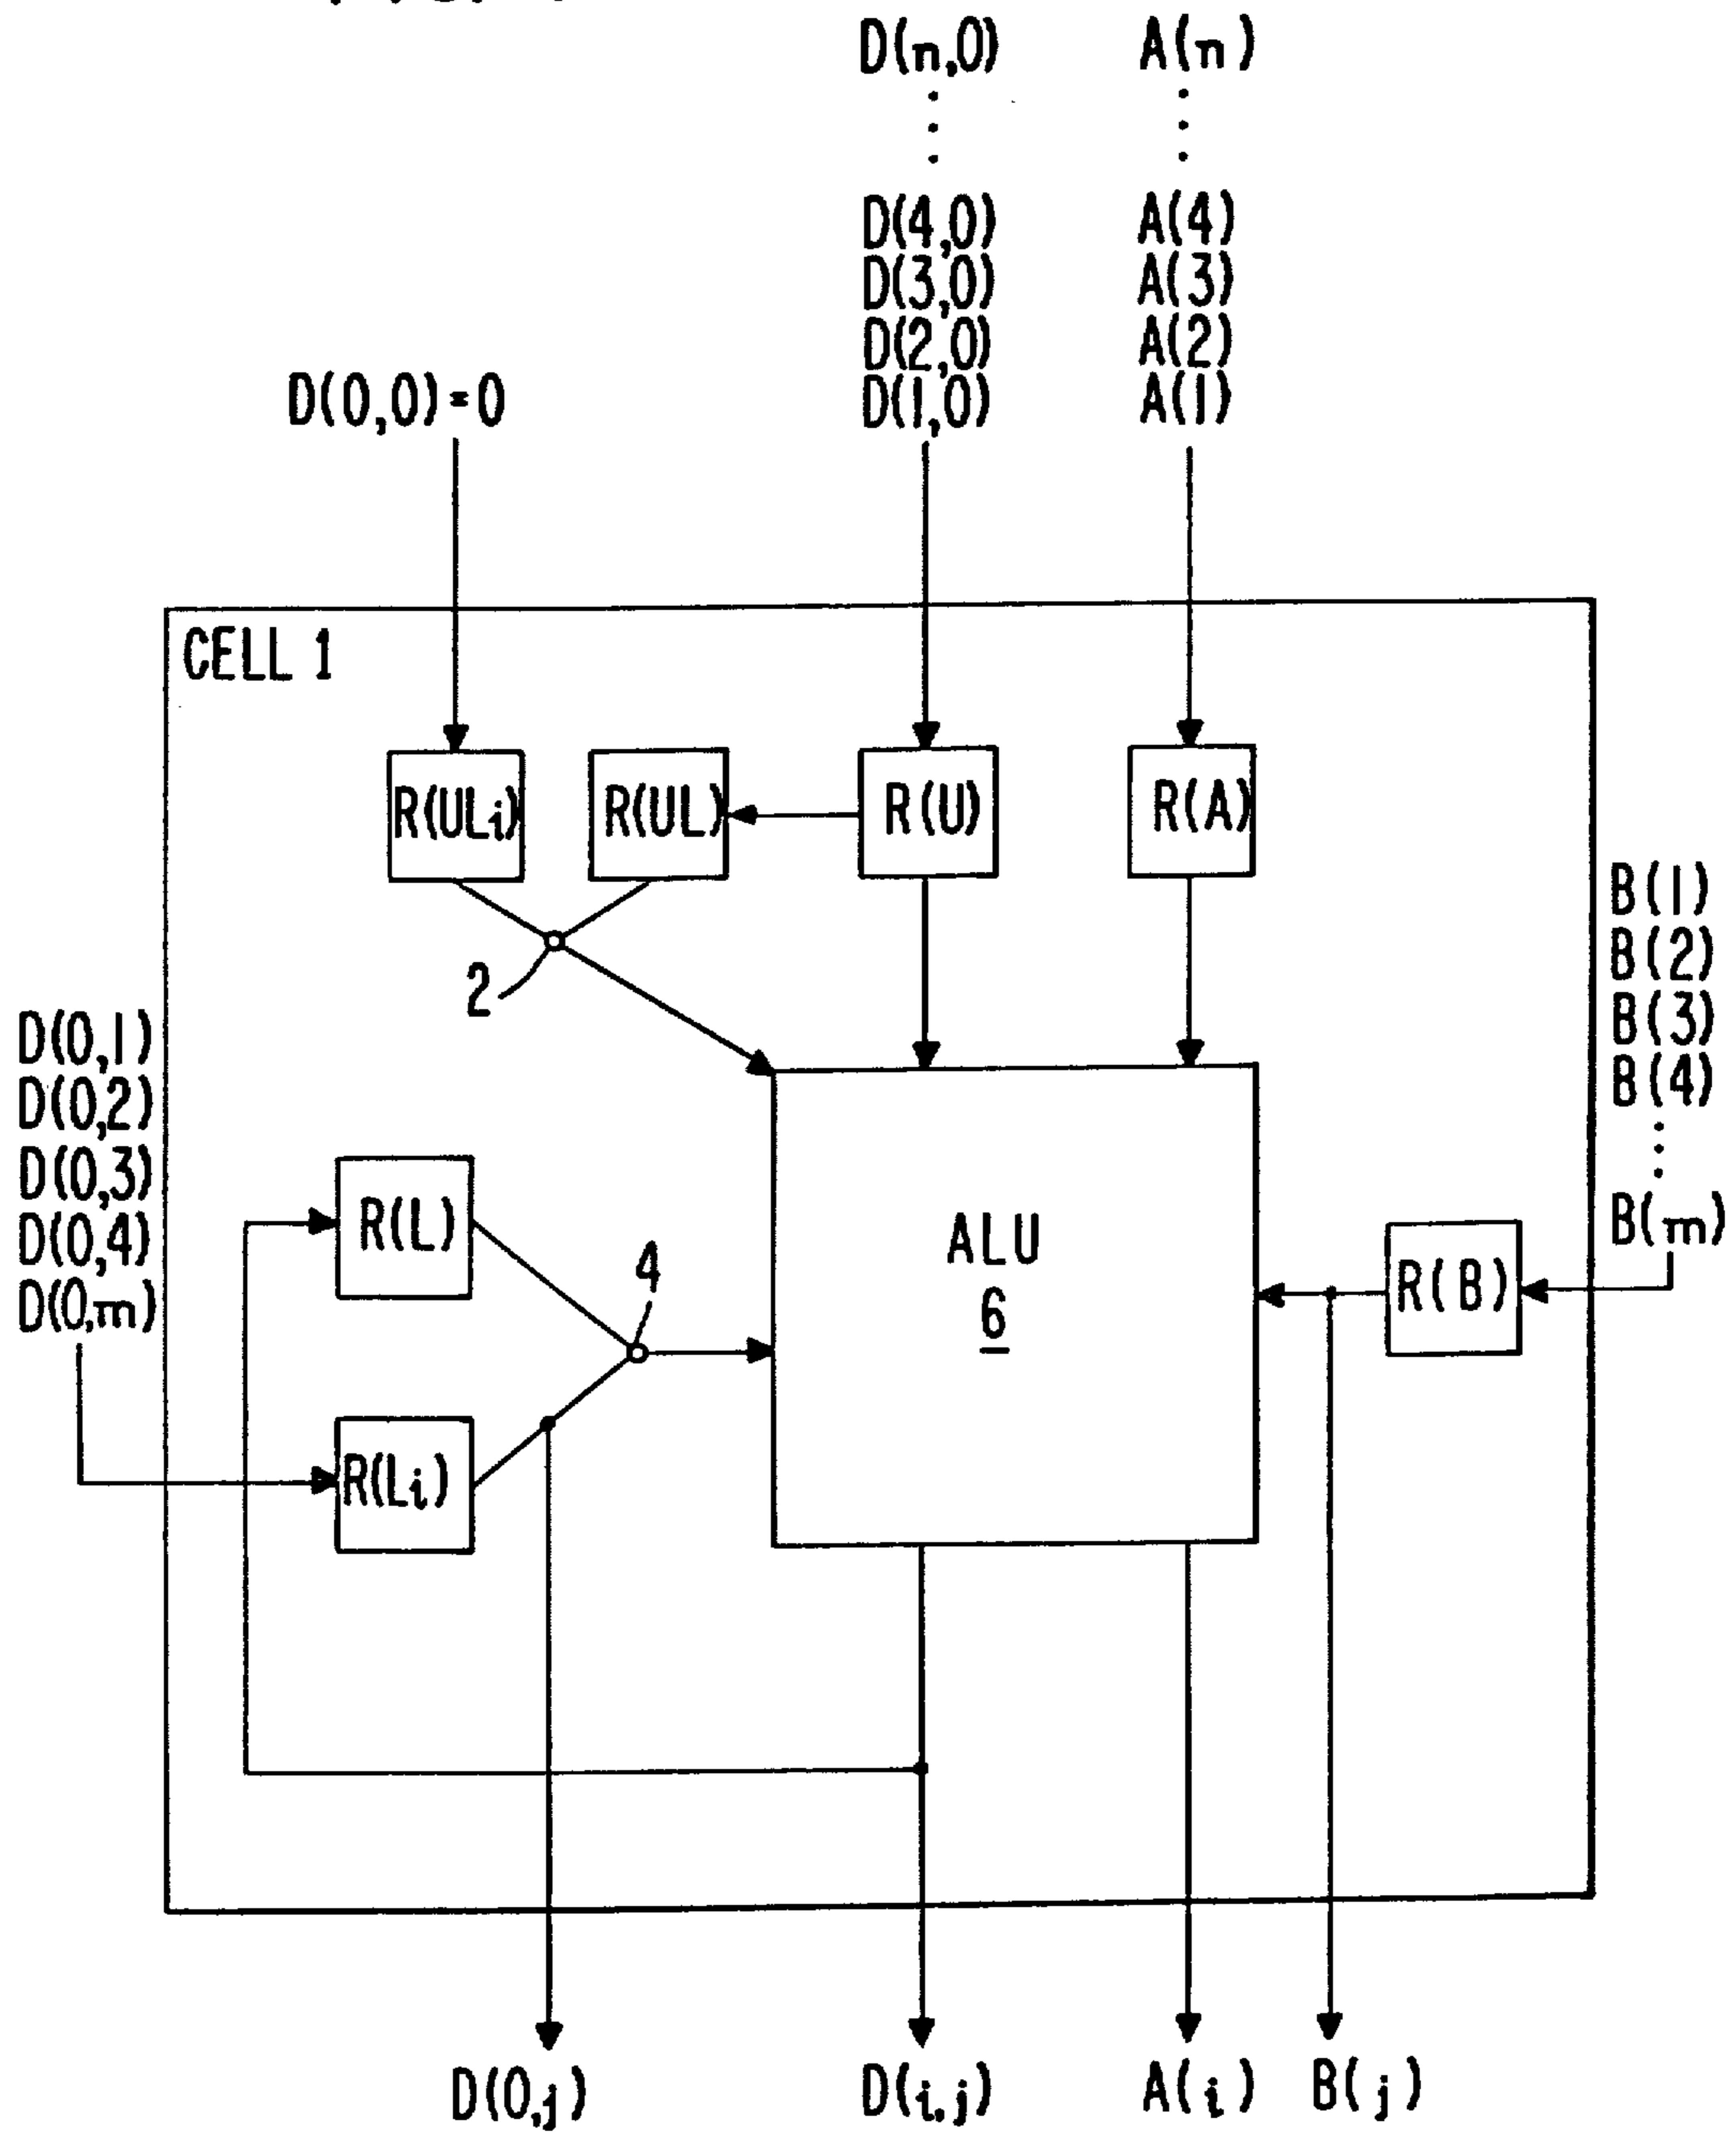 D(n,0) A(n)
D(4,0) A(4)
D(3,0) A(3)
D(2,0) A(2)
D(0,0)=0 D(1,0) A(1)
CELL 1
R(ULi) R(UL) R(U) R(A)
B(1)
B(2)
2
B(3)
D(0,1)
B(4)
D(0,2)
D(0,3)
R(L)
B(m)
D(0,4)
ALU
4
R(B)
D(0,m)
6
R(Li)
D(0,j) D(i,j) A(i) B(j)